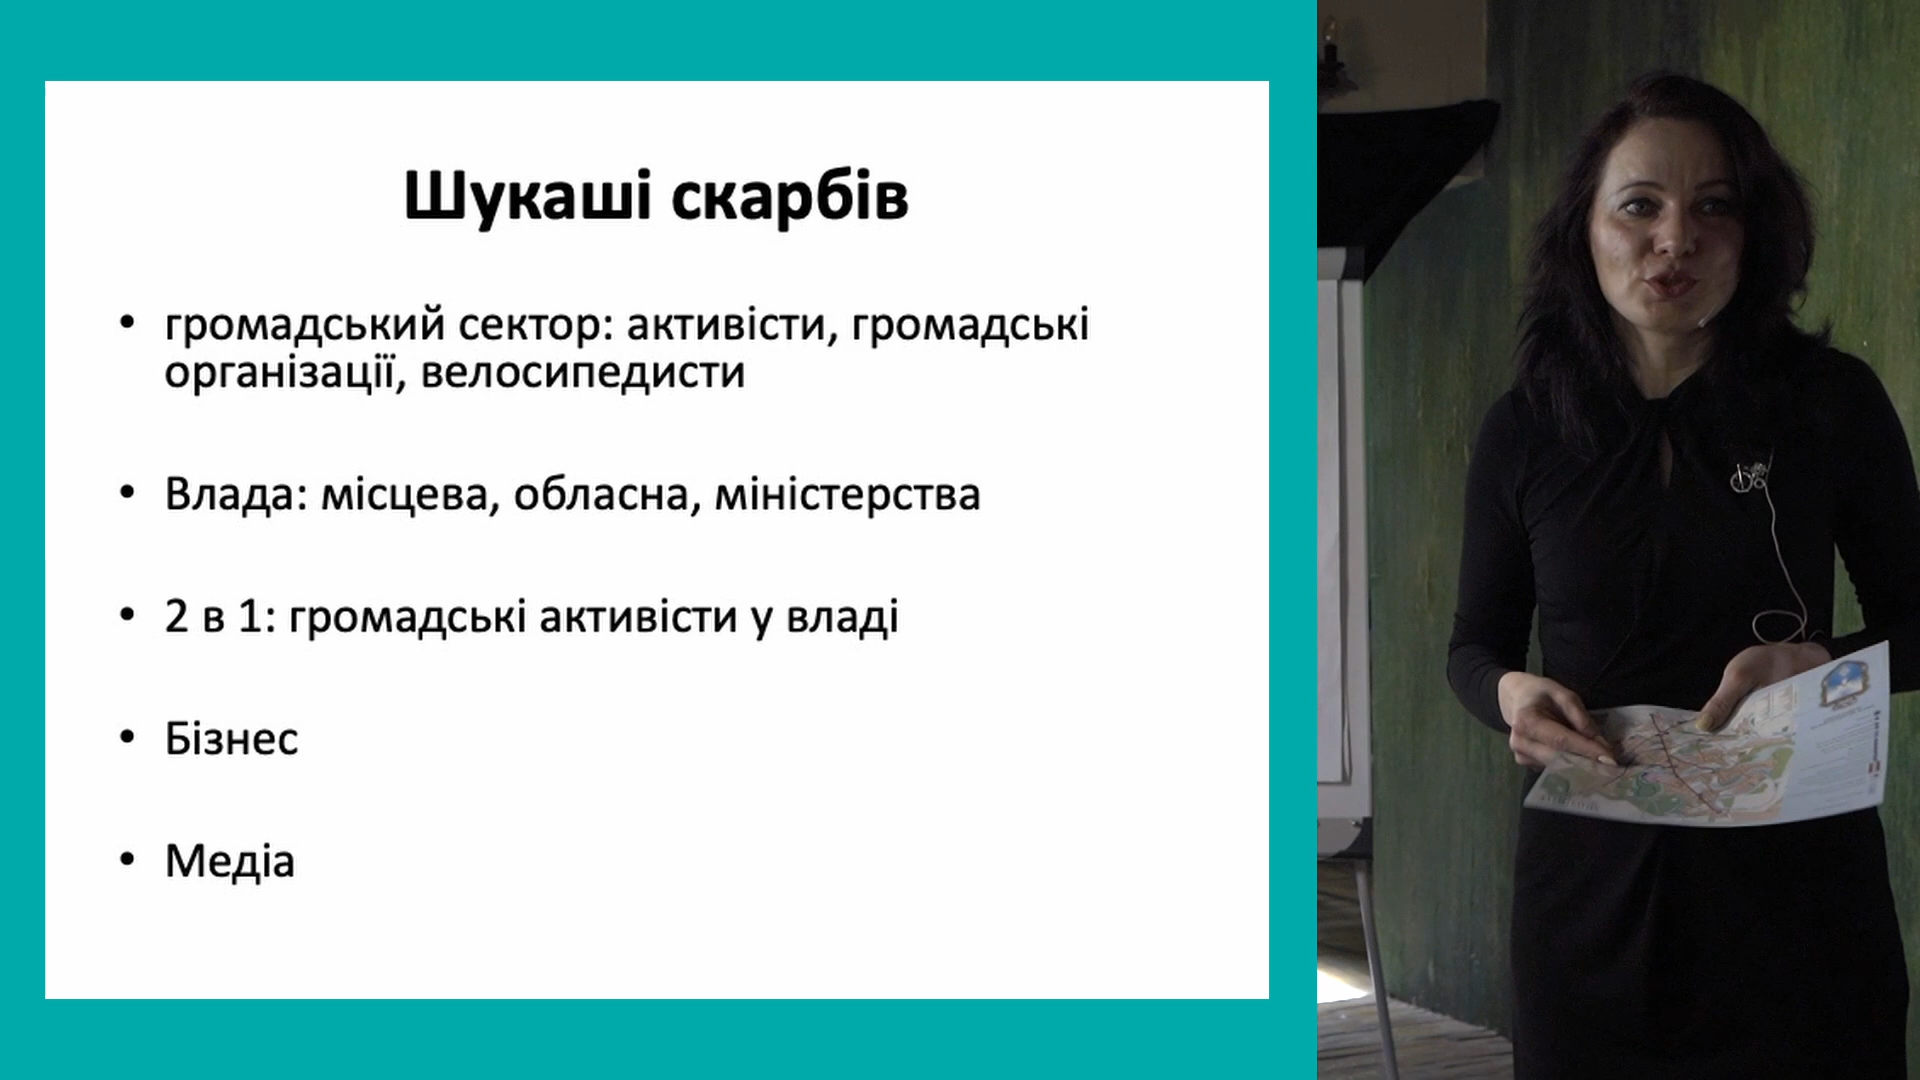 Шукаші скарбів
• громадський сектор: активісти, громадські
організації, велосипедисти
• Влада: місцева, обласна, міністерства
• 2 в 1: громадські активісти у владі
• Бізнес
• Медіа